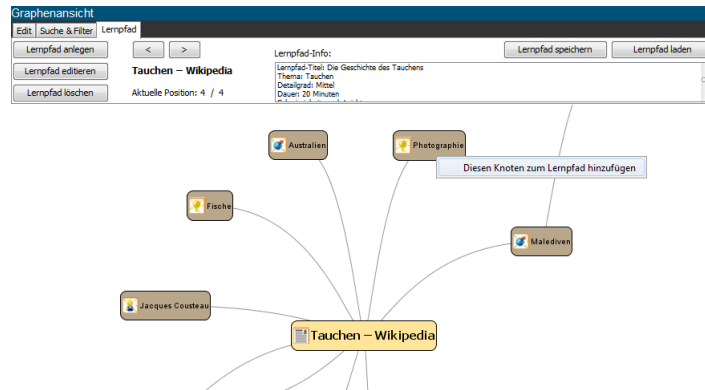 Graphenansicht
Edit Suche & Filter Lernpfad
Lernpfad anlegen < > Lernpfad-Info: Lernpfad speichern Lernpfad laden
Lernpfad editieren Tauchen – Wikipedia
Lernpfad-Titel: Die Geschichte des Tauchens
Thema: Tauchen
Detailgrad: Mittel
Dauer: 20 Minuten
Lernpfad löschen Aktuelle Position: 4 / 4
Australien Photographie
Diesen Knoten zum Lernpfad hinzufügen
Fische
Malediven
Jacques Cousteau
Tauchen – Wikipedia